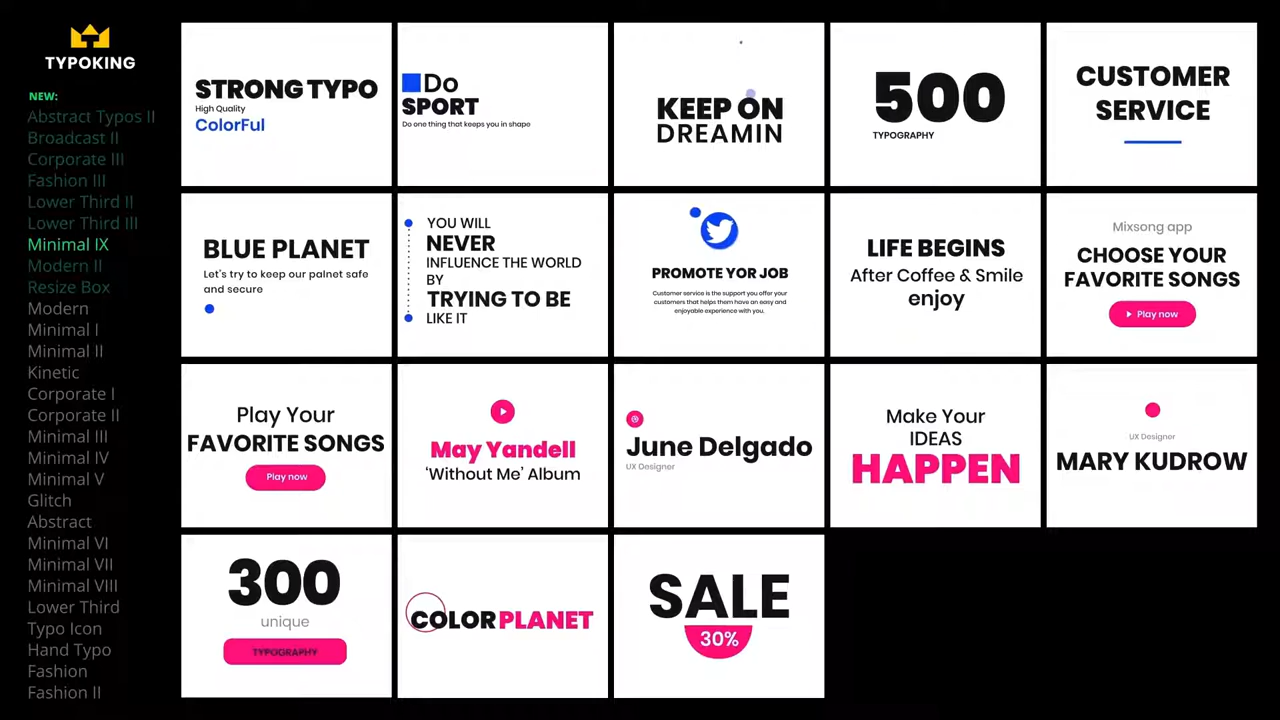 TYPOKING
NEW:
Abstract Typos II
Broadcast II
Corporate III
Fashion III
Lower Third II
Lower Third III
Minimal IX
Modern II
Resize Box
Modern
Minimal I
Minimal II
Kinetic
Corporate I
Corporate II
Minimal III
Minimal IV
Minimal V
Glitch
Abstract
Minimal VI
Minimal VII
Minimal VIII
Lower Third
Typo Icon
Hand Typo
Fashion
Fashion II
STRONG TYPO
High Quality
ColorFul
Do
SPORT
Do one thing that keeps you in shape
KEEP ON
DREAMIN
500
TYPOGRAPHY
CUSTOMER
SERVICE
BLUE PLANET
Let's try to keep our palnet safe
and secure
YOU WILL
NEVER
INFLUENCE THE WORLD
BY
TRYING TO BE
LIKE IT
PROMOTE YOR JOB
Customer service is the support you offer your
customers that helps them have an easy and
enjoyable experience with you.
LIFE BEGINS
After Coffee & Smile
enjoy
Mixsong app
CHOOSE YOUR
FAVORITE SONGS
Play now
Play Your
FAVORITE SONGS
Play now
May Yandell
‘Without Me’ Album
June Delgado
UX Designer
Make Your
IDEAS
HAPPEN
UX Designer
MARY KUDROW
300
unique
TYPOGRAPHY
COLOR PLANET
SALE
30%